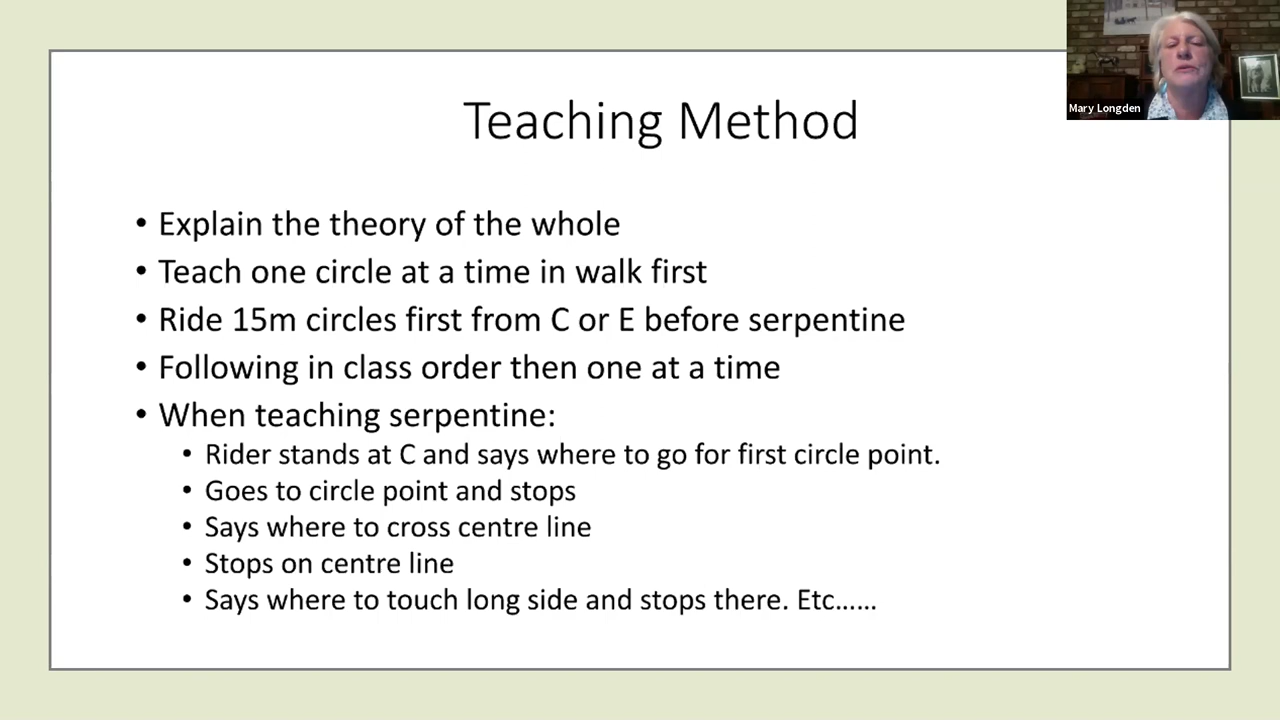 Mary Longden
Teaching Method
• Explain the theory of the whole
• Teach one circle at a time in walk first
• Ride 15m circles first from C or E before serpentine
• Following in class order then one at a time
• When teaching serpentine:
• Rider stands at C and says where to go for first circle point.
• Goes to circle point and stops
• Says where to cross centre line
• Stops on centre line
• Says where to touch long side and stops there. Etc......